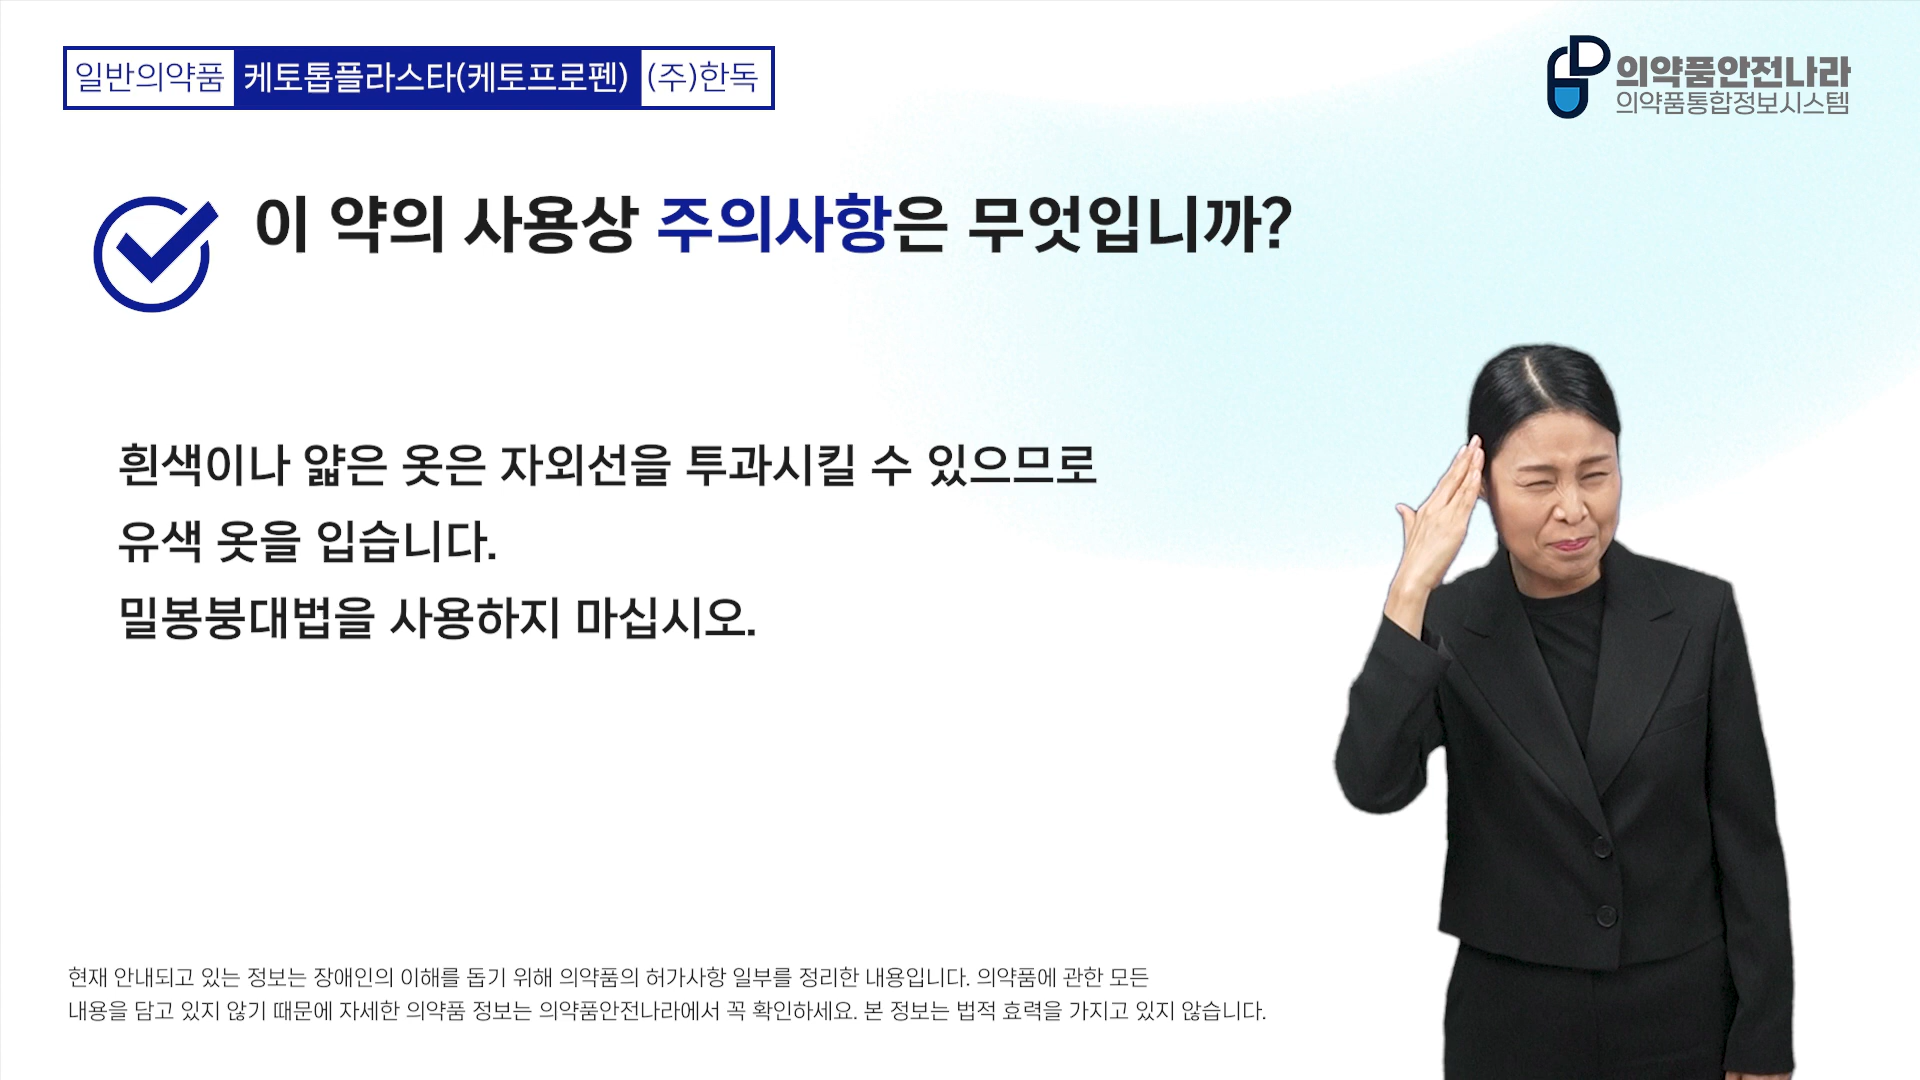 일반의약품 케토톱플라스타(케토프로펜) (주)한독
의약품안전나라
의약품통합정보시스템
이 약의 사용상 주의사항은 무엇입니까?
흰색이나 얇은 옷은 자외선을 투과시킬 수 있으므로
유색 옷을 입습니다.
밀봉붕대법을 사용하지 마십시오.
현재 안내되고 있는 정보는 장애인의 이해를 돕기 위해 의약품의 허가사항 일부를 정리한 내용입니다. 의약품에 관한 모든
내용을 담고 있지 않기 때문에 자세한 의약품 정보는 의약품안전나라에서 꼭 확인하세요. 본 정보는 법적 효력을 가지고 있지 않습니다.